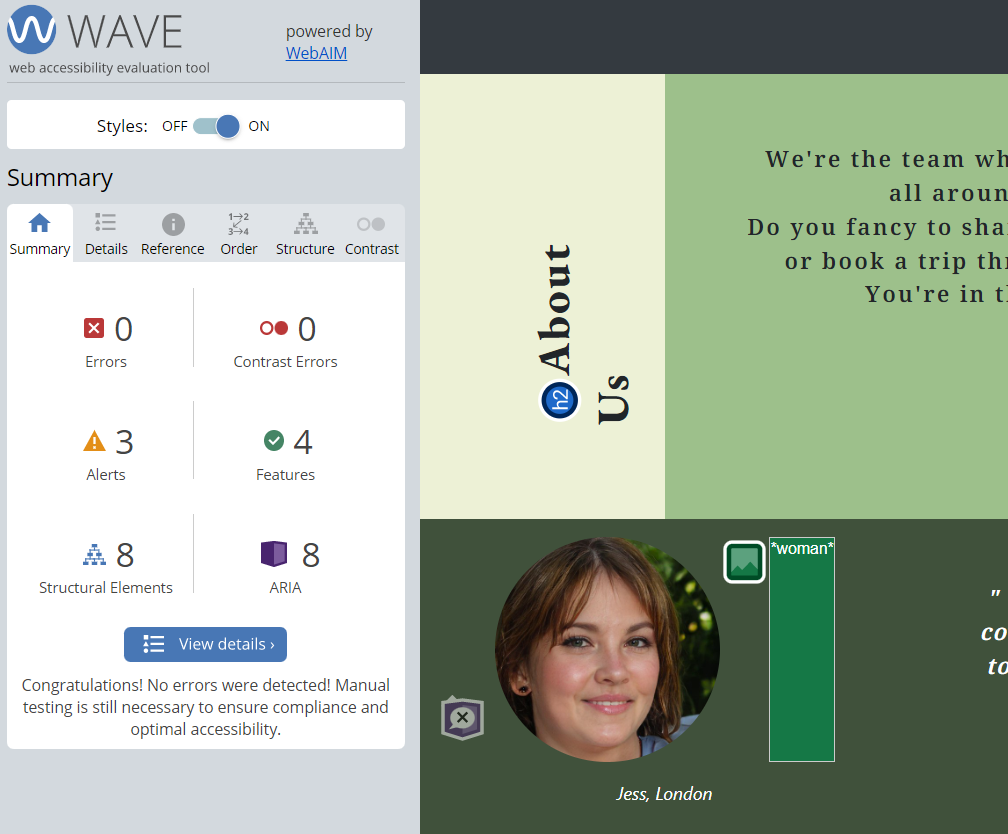 WAVE
web accessibility evaluation tool
powered by
WebAIM
Styles: OFF ON
Summary
Summary Details Reference Order Structure Contrast
0
Errors
0
Contrast Errors
3
Alerts
4
Features
8
Structural Elements
8
ARIA
View details ›
Congratulations! No errors were detected! Manual
testing is still necessary to ensure compliance and
optimal accessibility.
h2 About
Us
We're the team wh
all aroun
Do you fancy to shar
or book a trip thr
You're in th
*woman*
"
co
to
Jess, London